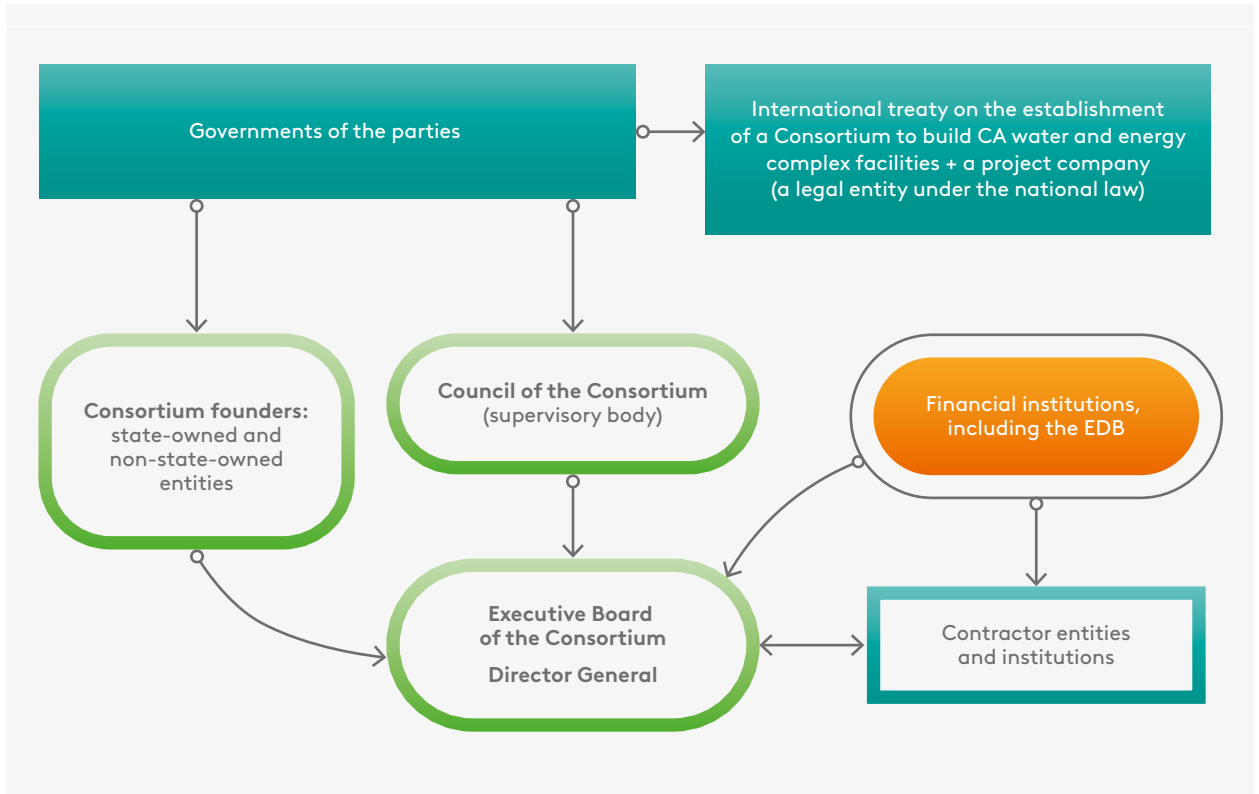 Governments of the parties
International treaty on the establishment
of a Consortium to build CA water and energy
complex facilities + a project company
(a legal entity under the national law)
Consortium founders:
state-owned and
non-state-owned
entities
Council of the Consortium
(supervisory body)
Financial institutions,
including the EDB
Executive Board
of the Consortium
Director General
Contractor entities
and institutions